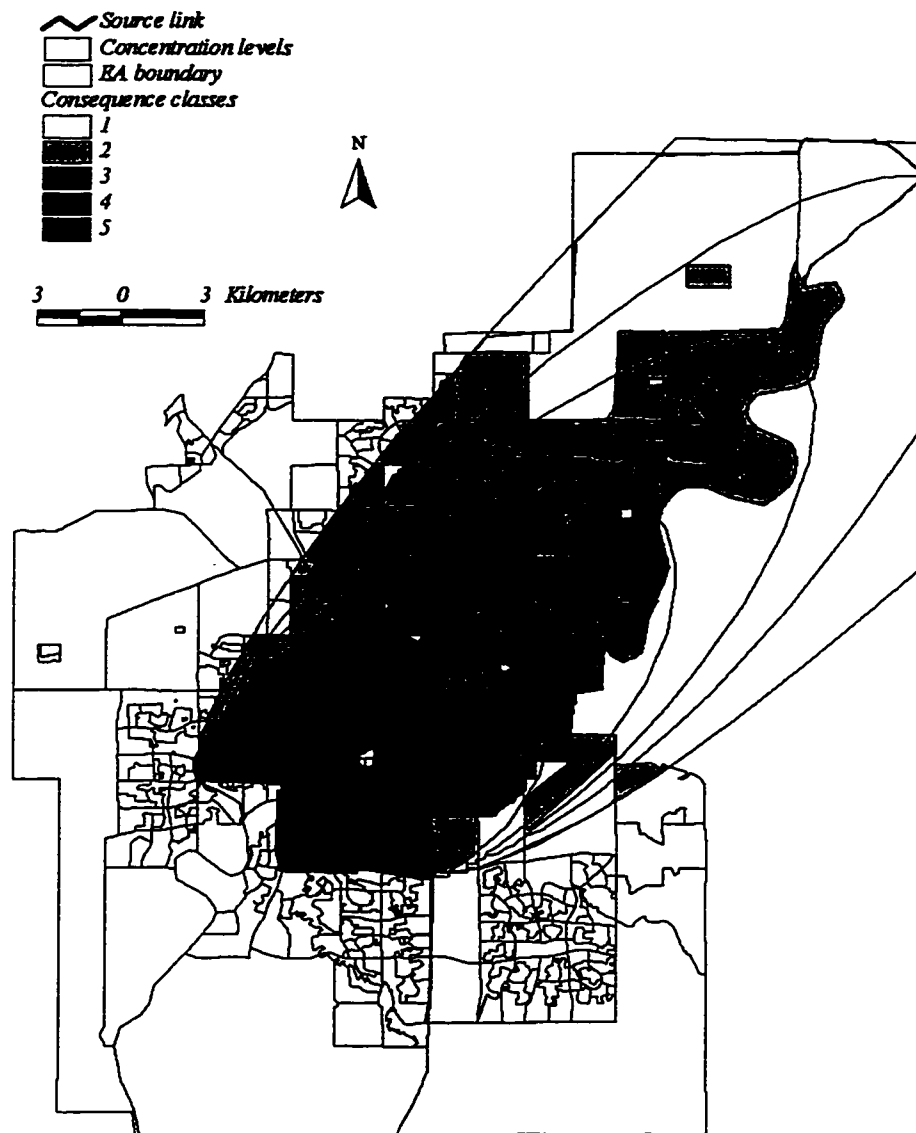 Source link
Concentration levels
EA boundary
Consequence classes
1
2
3
4
5
N
3 0 3 Kilometers